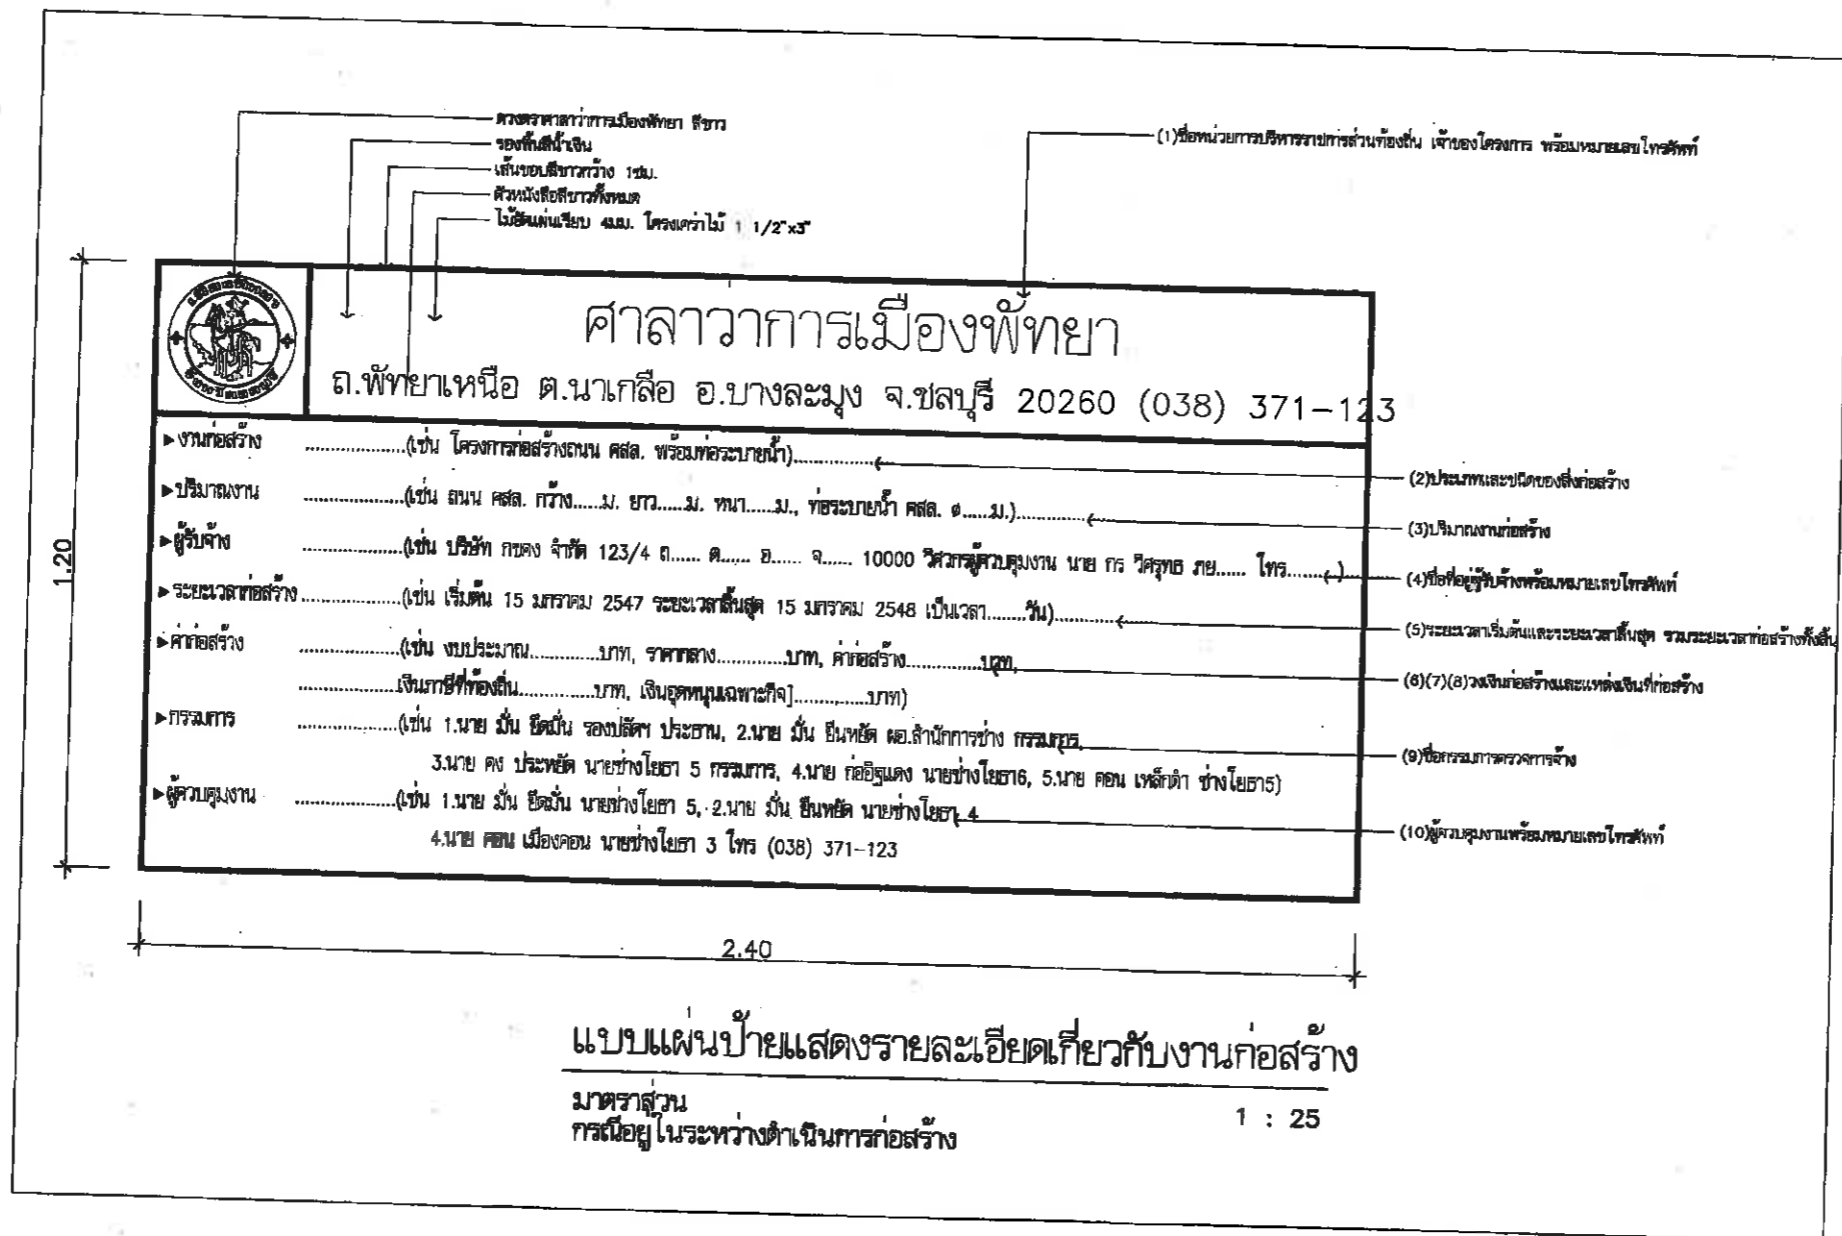 ดวงตราศาลาว่าการเมืองพัทยา สีขาว
รองพื้นสีน้ำเงิน
เส้นขอบสีขาวกว้าง 1ซม.
ตัวหนังสือสีขาวทั้งหมด
ไม้อัดแผ่นเรียบ 4มม. โครงเคร่าไม้ 1 1/2"x3"
(1)ชื่อหน่วยการบริหารราชการส่วนท้องถิ่น เจ้าของโครงการ พร้อมหมายเลขโทรศัพท์
ศาลาวาการเมืองพัทยา
ถ.พัทยาเหนือ ต.นาเกลือ อ.บางละมุง จ.ชลบุรี 20260 (038) 371-123
►งานก่อสร้าง ..................(เช่น โครงการก่อสร้างถนน คสล. พร้อมท่อระบายน้ำ)...............
(2)ประเภทและชนิดของสิ่งก่อสร้าง
►ปริมาณงาน ..................(เช่น ถนน คสล. กว้าง......ม. ยาว......ม. หนา......ม., ท่อระบายน้ำ คสล. ø......ม.).............
(3)ปริมาณงานก่อสร้าง
►ผู้รับจ้าง ..................(เช่น บริษัท กขคง จำกัด 123/4 ถ...... ต...... อ...... จ...... 10000 วิศวกรผู้ควบคุมงาน นาย กร วิศรุทธ ภย...... โทร........)
(4)ชื่อที่อยู่ผู้รับจ้างพร้อมหมายเลขโทรศัพท์
►ระยะเวลาก่อสร้าง ..................(เช่น เริ่มต้น 15 มกราคม 2547 ระยะเวลาสิ้นสุด 15 มกราคม 2548 เป็นเวลา.......วัน)...........
(5)ระยะเวลาเริ่มต้นและระยะเวลาสิ้นสุด รวมระยะเวลาก่อสร้างทั้งสิ้น
►ค่าก่อสร้าง ..................(เช่น งบประมาณ.............บาท, ราคากลาง.............บาท, ค่าก่อสร้าง..............บาท,
(6)(7)(8)วงเงินก่อสร้างและแหล่งเงินที่ก่อสร้าง
..................เงินภาษีที่ท้องถิ่น..............บาท, เงินอุดหนุนเฉพาะกิจ]..............บาท)
►กรรมการ ..................(เช่น 1.นาย มั่น ยึดมั่น รองปลัดฯ ประธาน, 2.นาย มั่น ยืนหยัด ผอ.สำนักการช่าง กรรมการ,
(9)ชื่อกรรมการตรวจการจ้าง
3.นาย คง ประหยัด นายช่างโยธา 5 กรรมการ, 4.นาย ก่ออิฐแดง นายช่างโยธา6, 5.นาย คอน เหล็กดำ ช่างโยธา5)
►ผู้ควบคุมงาน ..................(เช่น 1.นาย มั่น ยึดมั่น นายช่างโยธา 5, 2.นาย มั่น ยืนหยัด นายช่างโยธา 4
(10)ผู้ควบคุมงานพร้อมหมายเลขโทรศัพท์
4.นาย คอน เมืองคอน นายช่างโยธา 3 โทร (038) 371-123
1.20
2.40
แบบแผ่นป้ายแสดงรายละเอียดเกี่ยวกับงานก่อสร้าง
มาตราส่วน 1 : 25
กรณีอยู่ในระหว่างดำเนินการก่อสร้าง